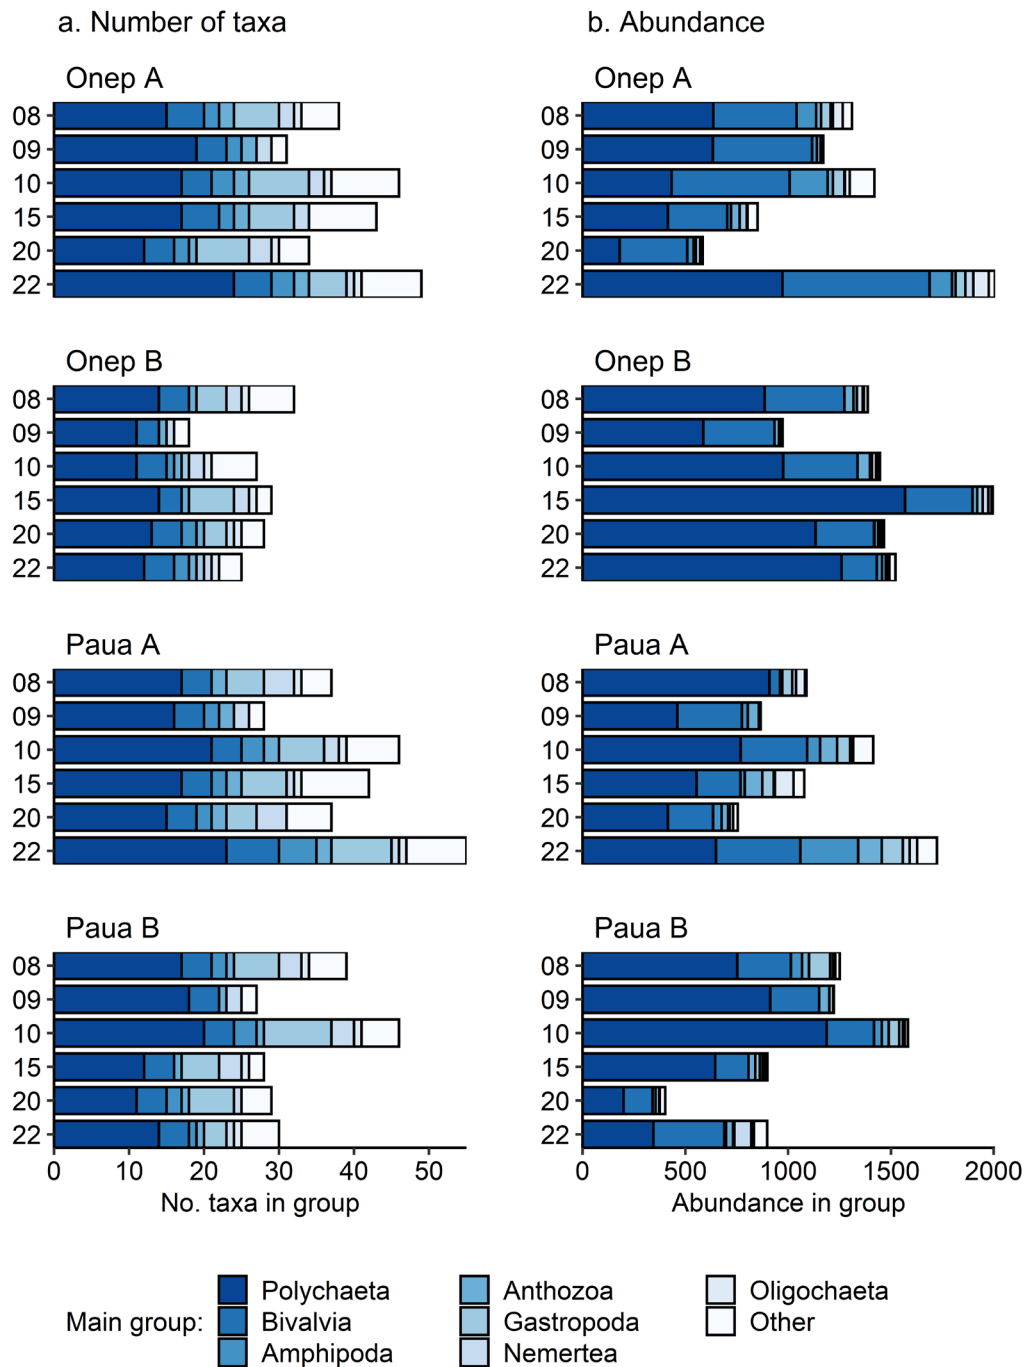 a. Number of taxa
b. Abundance
Onep A
Onep A
08
09
10
15
20
22
08
09
10
15
20
22
Onep B
Onep B
08
09
10
15
20
22
08
09
10
15
20
22
Paua A
Paua A
08
09
10
15
20
22
08
09
10
15
20
22
Paua B
Paua B
08
09
10
15
20
22
08
09
10
15
20
22
0 10 20 30 40 50
0 500 1000 1500 2000
No. taxa in group
Abundance in group
Main group:
Polychaeta
Bivalvia
Amphipoda
Anthozoa
Gastropoda
Nemertea
Oligochaeta
Other